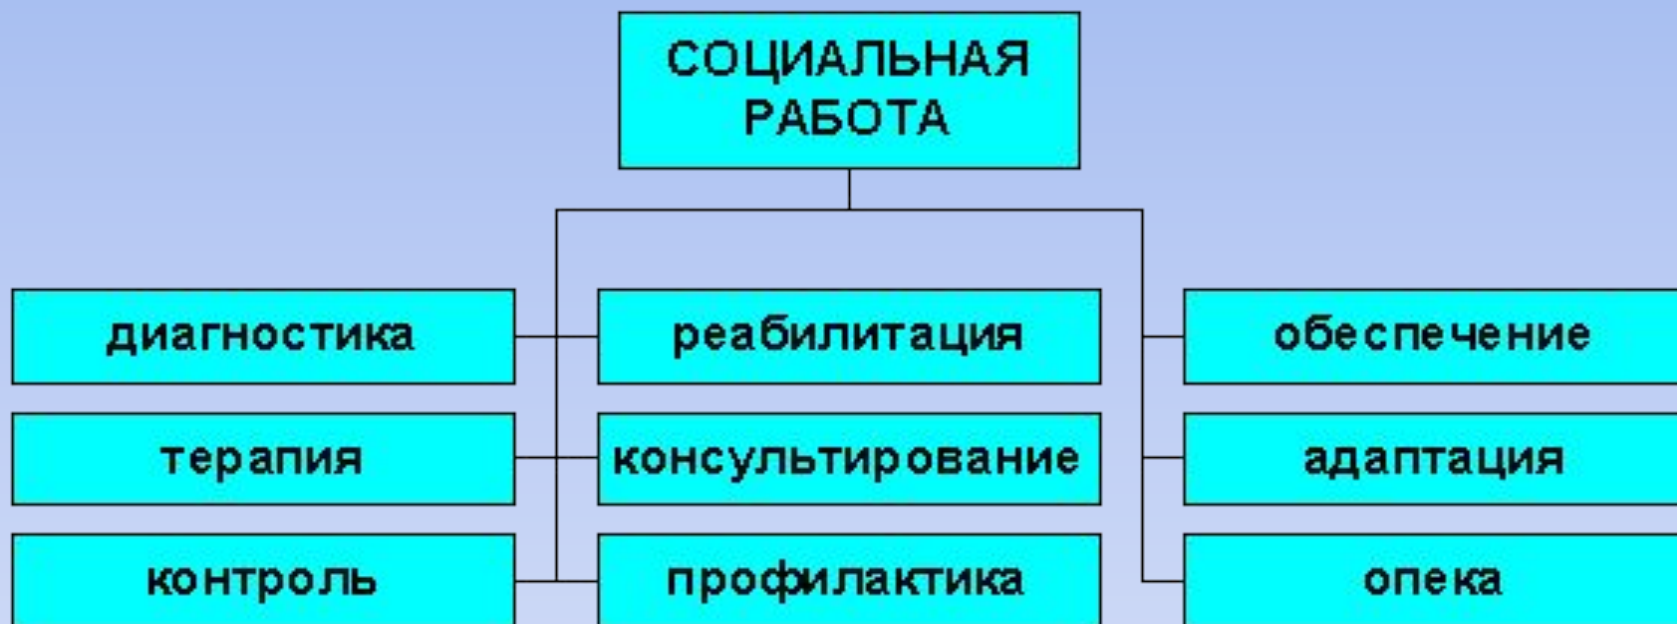 СОЦИАЛЬНАЯ
РАБОТА
диагностика
реабилитация
обеспечение
терапия
консультирование
адаптация
контроль
профилактика
опека